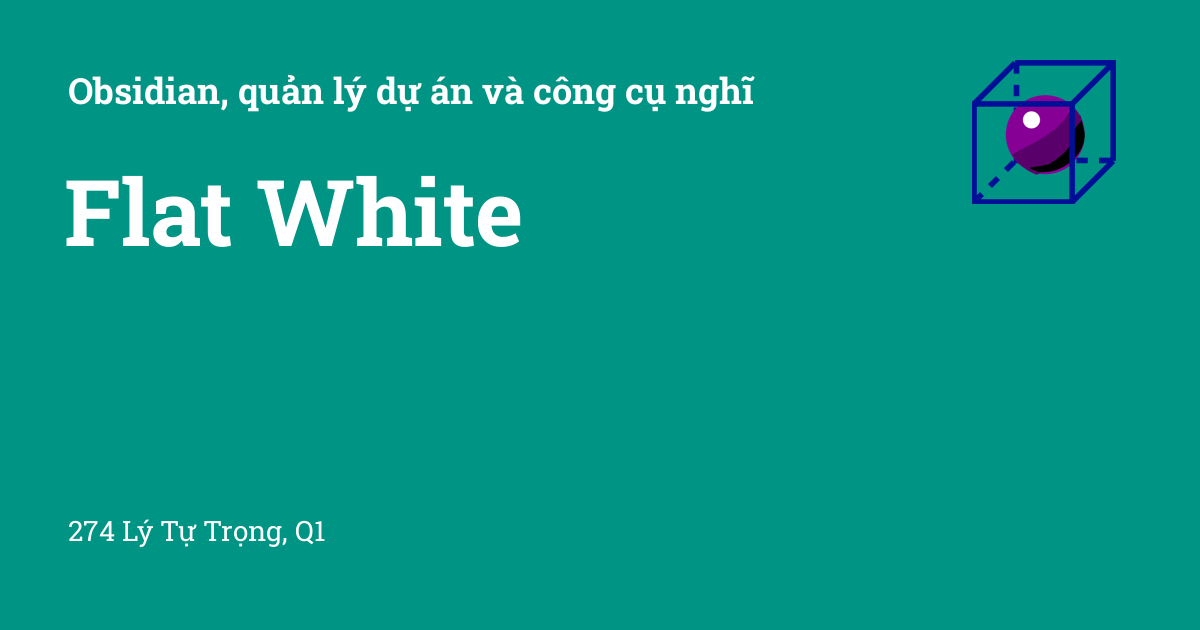 Obsidian, quản lý dự án và công cụ nghĩ
Flat White
274 Lý Tự Trọng, Q1